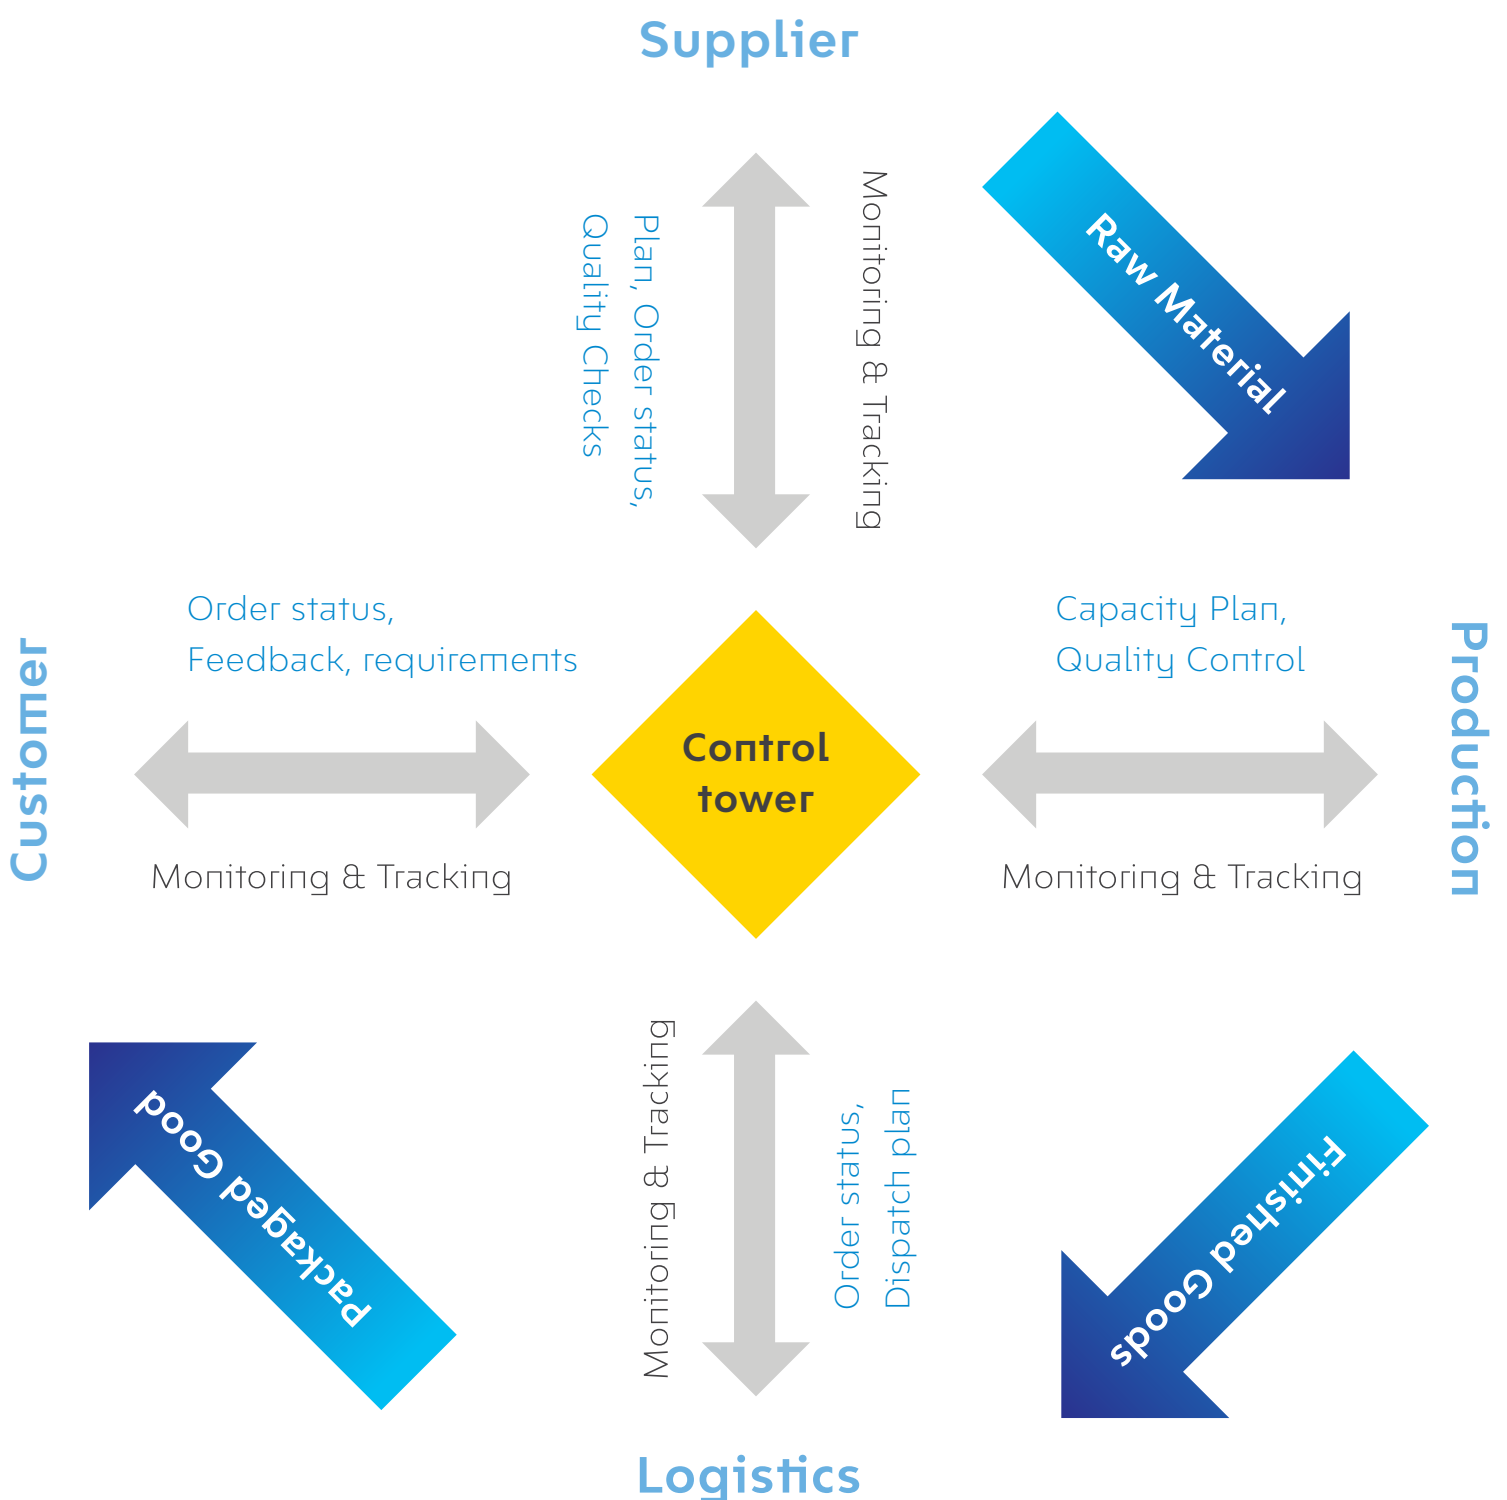 Supplier
Plan, Order status,
Quality Checks
Monitoring & Tracking
Raw Material
Customer
Order status,
Feedback, requirements
Monitoring & Tracking
Control
tower
Capacity Plan,
Quality Control
Monitoring & Tracking
Production
Packaged Good
Monitoring & Tracking
Order status,
Dispatch plan
Finished Goods
Logistics